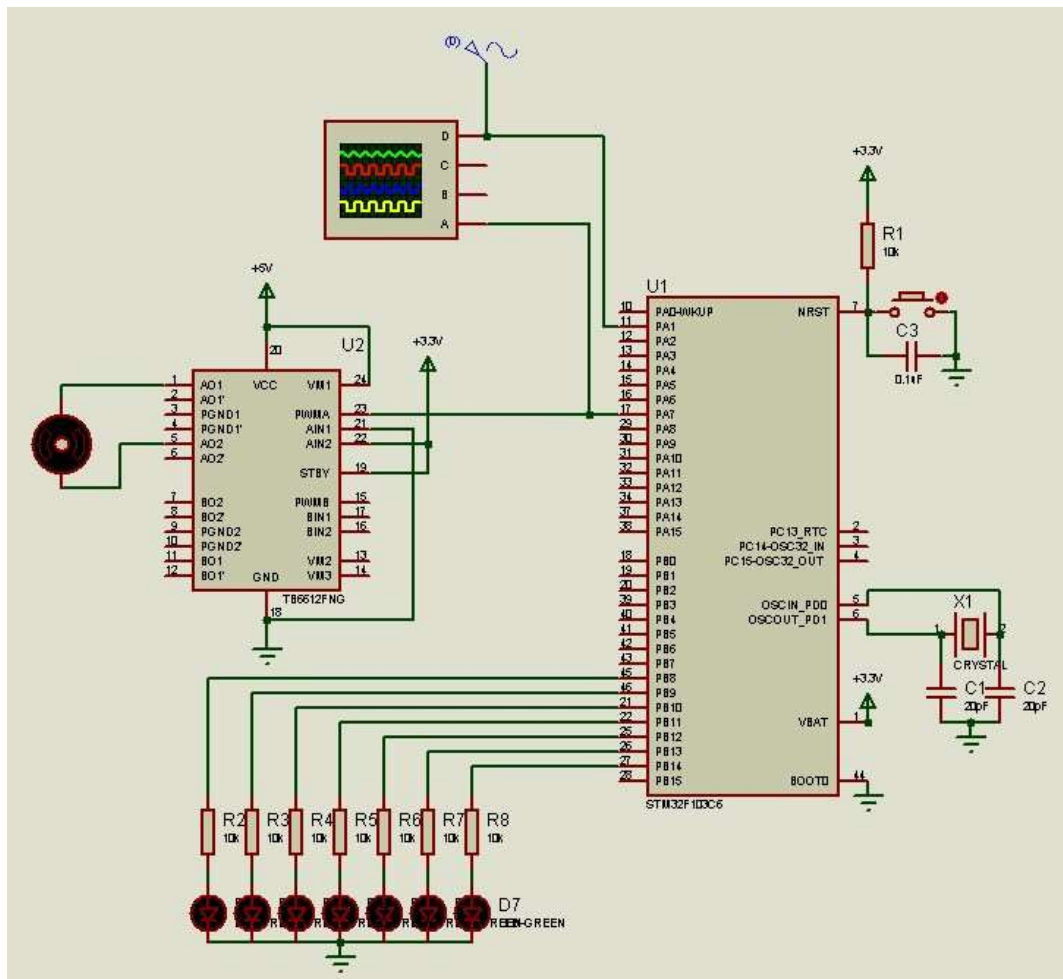 (D)
D
C
B
A
+3.3V
R1
10k
U1
+5V
20
U2
+3.3V
AO1
AO1'
PGND1
PGND1'
AO2
AO2'
BO2
BO2'
PGND2
PGND2'
BO1
BO1'
1
2
3
4
5
6
7
8
9
10
11
12
VCC
GND
18
VM1
PWMA
AIN1
AIN2
STBY
PWMB
BIN1
BIN2
VM2
VM3
24
23
21
22
19
15
17
16
13
14
TB6612FNG
10 PA0-WKUP
11 PA1
12 PA2
13 PA3
14 PA4
15 PA5
16 PA6
17 PA7
29 PA8
30 PA9
31 PA10
32 PA11
33 PA12
34 PA13
37 PA14
38 PA15
18 PB0
19 PB1
20 PB2
39 PB3
40 PB4
41 PB5
42 PB6
43 PB7
45 PB8
46 PB9
21 PB10
22 PB11
25 PB12
26 PB13
27 PB14
28 PB15
NRST 7
PC13_RTC 2
PC14-OSC32_IN 3
PC15-OSC32_OUT 4
OSCIN_PD0 5
OSCOUT_PD1 6
VBAT 1
BOOT0 44
STM32F103C6
C3
X1
1
2
CRYSTAL
C1
20pF
C2
20pF
+3.3V
R2
10k
R3
10k
R4
10k
R5
10k
R6
10k
R7
10k
R8
10k
D7